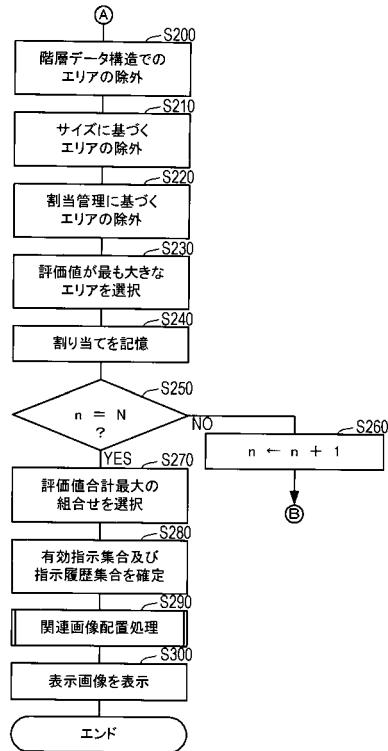 A
S200
階層データ構造での
エリアの除外
S210
サイズに基づく
エリアの除外
S220
割当管理に基づく
エリアの除外
S230
評価値が最も大きな
エリアを選択
S240
割り当てを記憶
S250
n = N
?
NO
YES
S260
n ← n + 1
B
S270
評価値合計最大の
組合せを選択
S280
有効指示集合及び
指示履歴集合を確定
S290
関連画像配置処理
S300
表示画像を表示
エンド